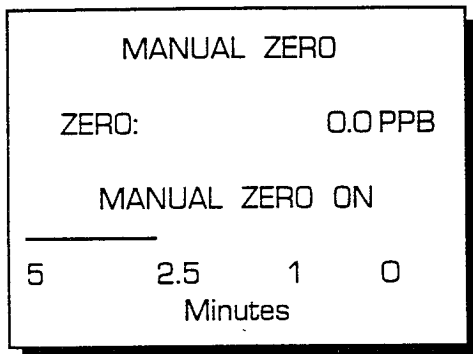 MANUAL ZERO
ZERO: 0.0 PPB
MANUAL ZERO ON
5 2.5 1 0
Minutes